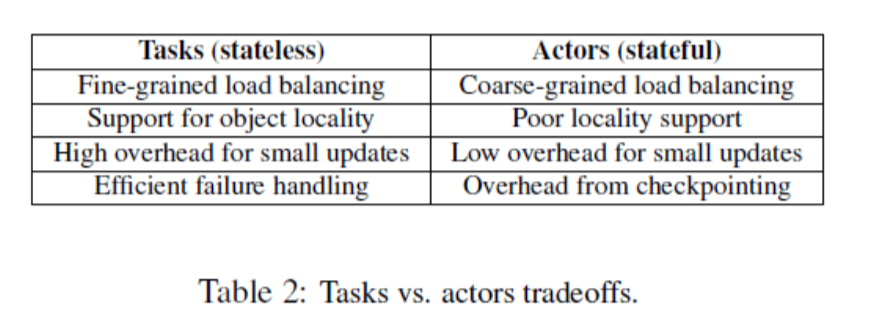 Tasks (stateless) Actors (stateful)
Fine-grained load balancing Coarse-grained load balancing
Support for object locality Poor locality support
High overhead for small updates Low overhead for small updates
Efficient failure handling Overhead from checkpointing
Table 2: Tasks vs. actors tradeoffs.